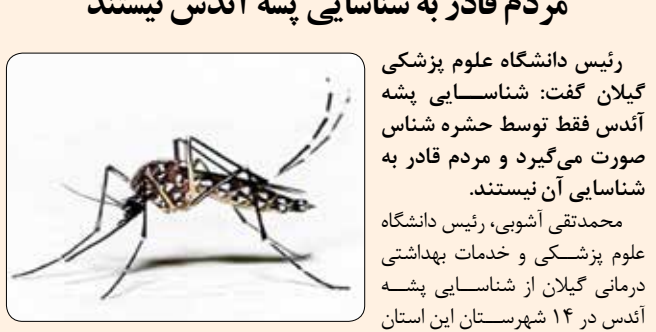 مردم قادر به شناسایی پشه آئدس نیستند
رئیس دانشگاه علوم پزشکی
گیلان گفت: شناسایی پشه
آئدس فقط توسط حشره شناس
صورت می‌گیرد و مردم قادر به
شناسایی آن نیستند.
محمدتقی آشوبی، رئیس دانشگاه
علوم پزشکی و خدمات بهداشتی
درمانی گیلان از شناسایی پشه
آئدس در ۱۴ شهرستان این استان